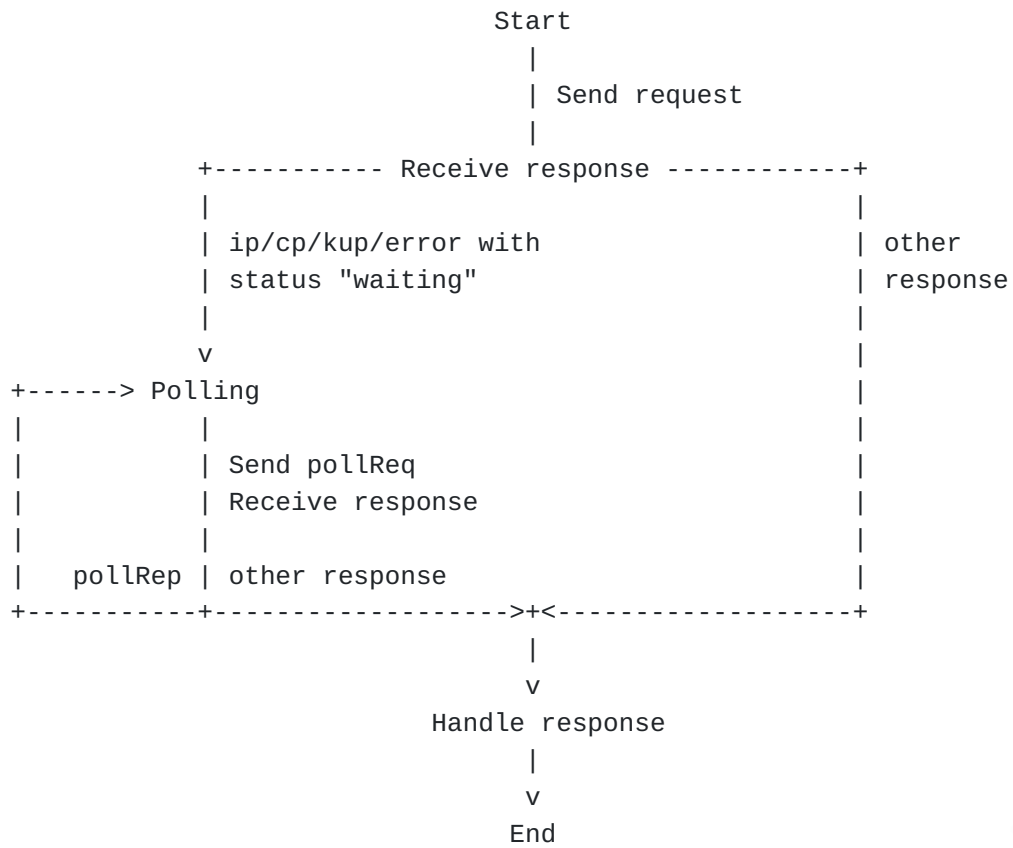 Start
|
| Send request
|
+----------- Receive response ------------+
| |
| ip/cp/kup/error with | other
| status "waiting" | response
| |
v |
+------> Polling |
| | |
| | Send pollReq |
| | Receive response |
| | |
| pollRep | other response |
+-----------+------------------->+<-------------------+
|
v
Handle response
|
v
End